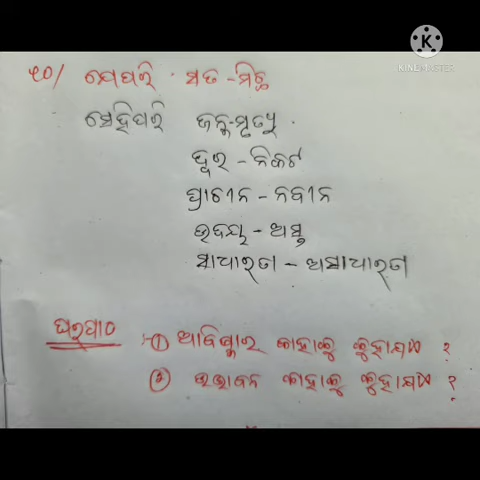 KINEMASTER
୧୦/ ଯେପରି · ସତ - ମିଛ
ସେହିପରି ଜନ୍ମ-ମୃତ୍ୟୁ ·
ଦୂର - ନିକଟ
ପ୍ରାଚୀନ - ନବୀନ
ଉଦୟ - ଅସ୍ତ
ସାଧାରଣ - ଅସାଧାରଣ
ଘରପାଠ :- ① ଆବିଷ୍କାର କାହାକୁ କୁହାଯାଏ ?
② ଉଦ୍ଭାବନ କାହାକୁ କୁହାଯାଏ ?